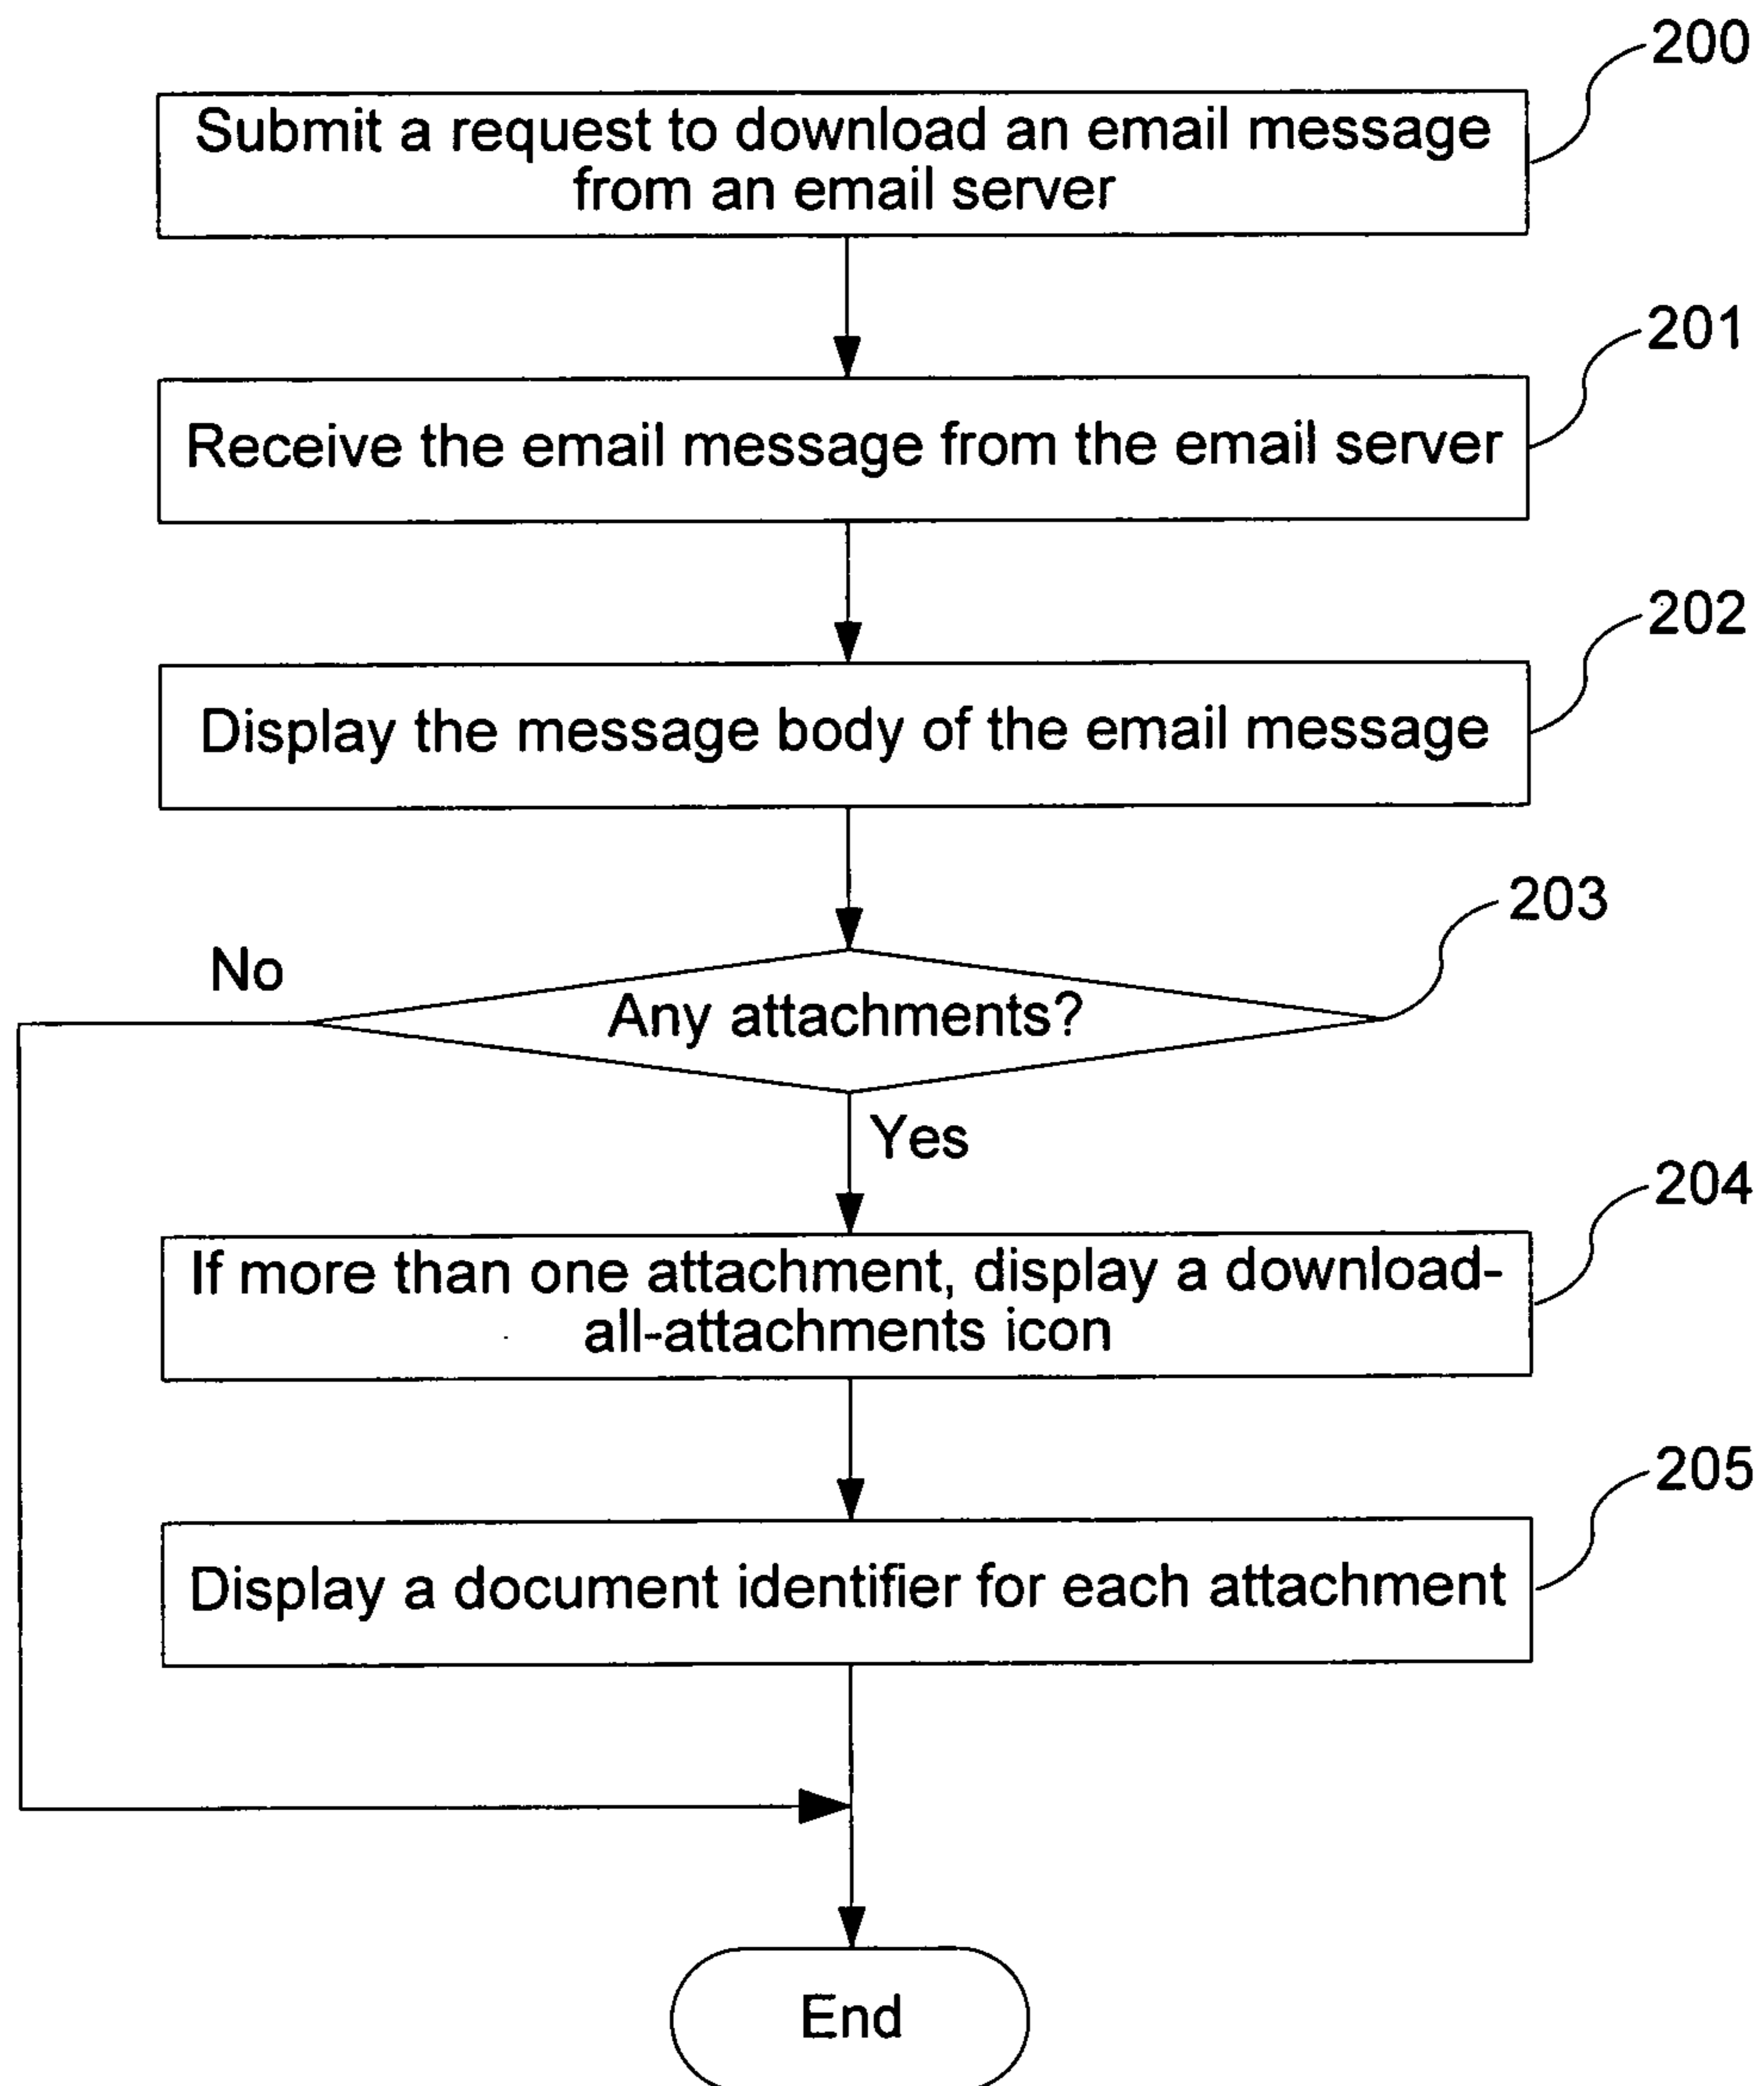 200
Submit a request to download an email message
from an email server
201
Receive the email message from the email server
202
Display the message body of the email message
203
No
Any attachments?
Yes
204
If more than one attachment, display a download-
all-attachments icon
205
Display a document identifier for each attachment
End